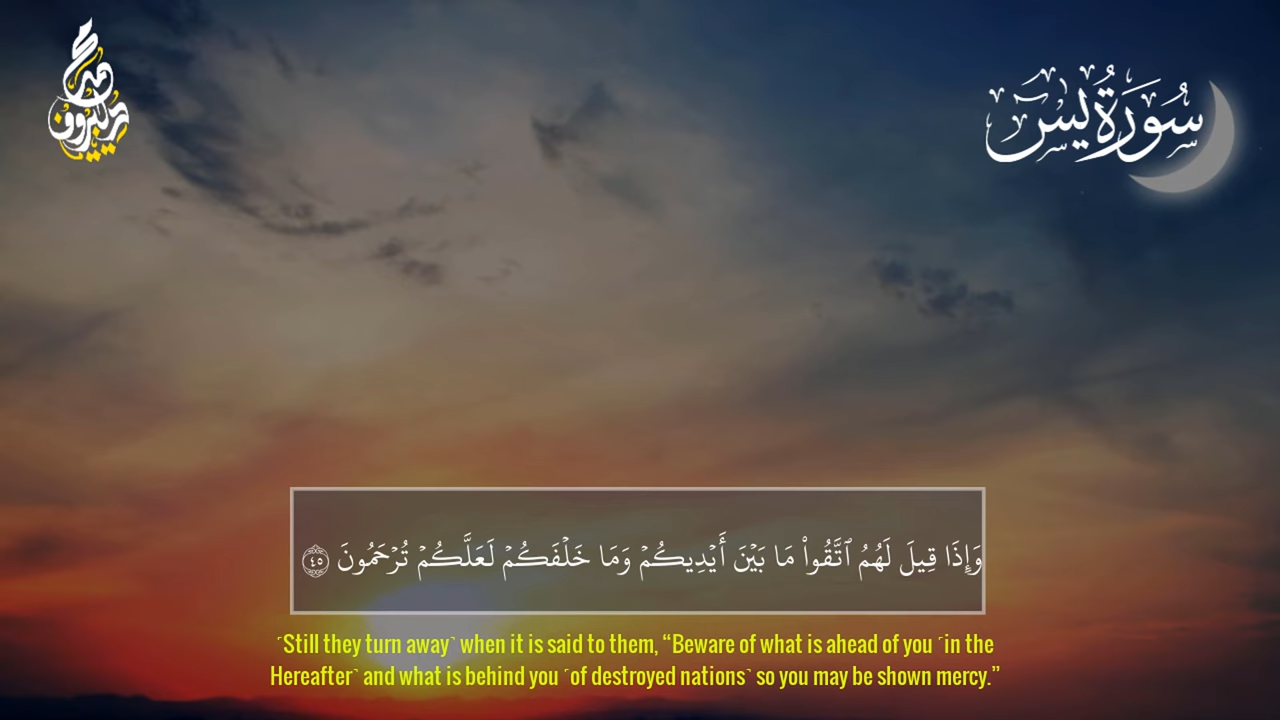 سُورَةُ يس
وَإِذَا قِيلَ لَهُمُ ٱتَّقُوا۟ مَا بَيْنَ أَيْدِيكُمْ وَمَا خَلْفَكُمْ لَعَلَّكُمْ تُرْحَمُونَ ٤٥
˹Still they turn away˺ when it is said to them, “Beware of what is ahead of you ˹in the
Hereafter˺ and what is behind you ˹of destroyed nations˺ so you may be shown mercy.”